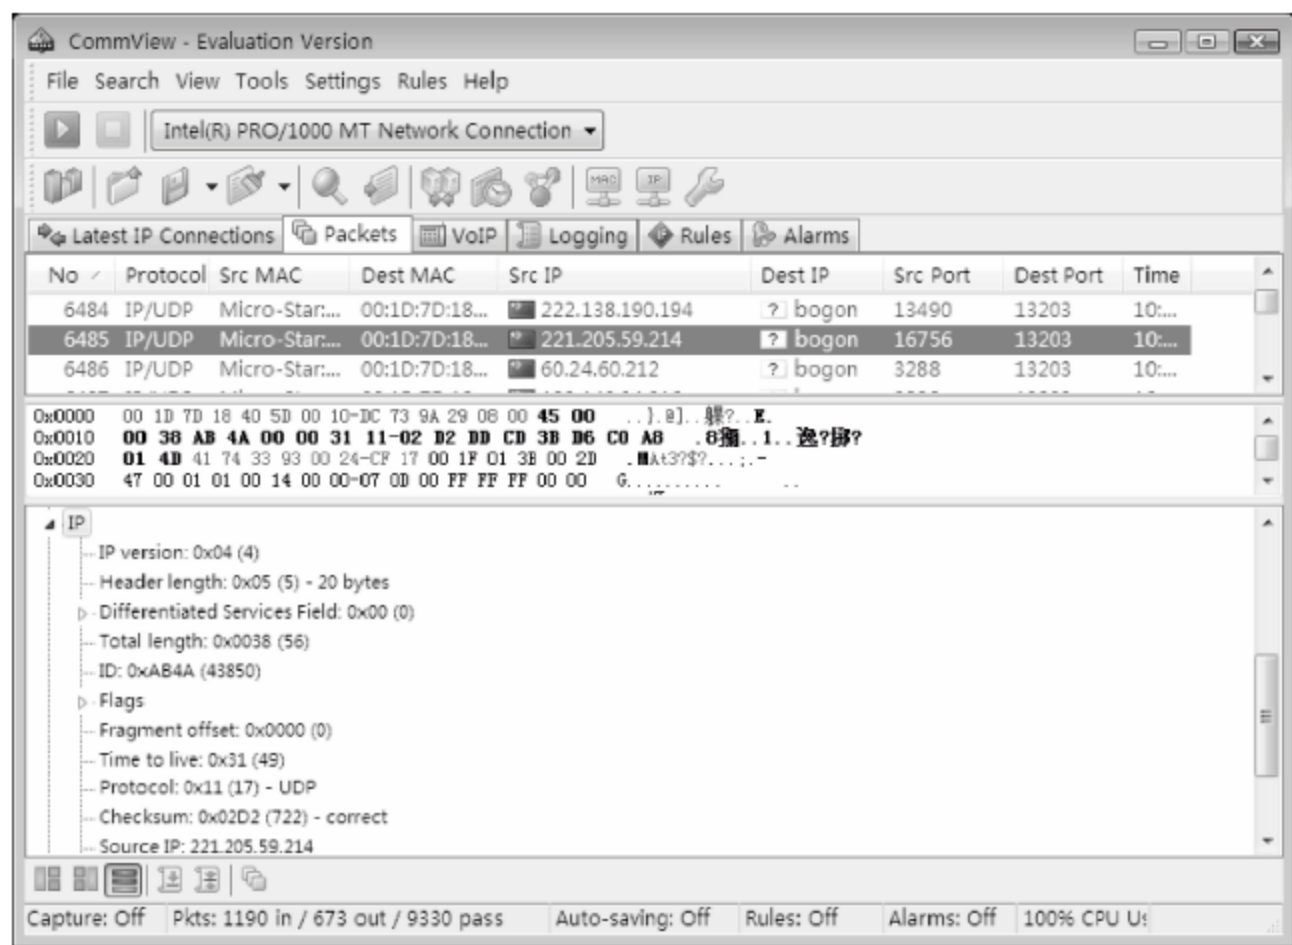 CommView - Evaluation Version
File Search View Tools Settings Rules Help
Intel(R) PRO/1000 MT Network Connection
MAC IP
Latest IP Connections Packets VoIP Logging Rules Alarms
No Protocol Src MAC Dest MAC Src IP Dest IP Src Port Dest Port Time
6484 IP/UDP Micro-Star:... 00:1D:7D:18... 222.138.190.194 ? bogon 13490 13203 10:...
6485 IP/UDP Micro-Star:... 00:1D:7D:18... 221.205.59.214 ? bogon 16756 13203 10:...
6486 IP/UDP Micro-Star:... 00:1D:7D:18... 60.24.60.212 ? bogon 3288 13203 10:...
0x0000 00 1D 7D 18 40 5D 00 10-DC 73 9A 29 08 00 45 00 ..}.@]..躶?..E.
0x0010 00 38 AB 4A 00 00 31 11-02 D2 DD CD 3B D6 C0 A8
0x0020 01 4D 41 74 33 93 00 24-CF 17 00 1F 01 3B 00 2D .MAt3?$?...;.-
0x0030 47 00 01 01 00 14 00 00-07 0D 00 FF FF FF 00 00 G..........
IP
IP version: 0x04 (4)
Header length: 0x05 (5) - 20 bytes
Differentiated Services Field: 0x00 (0)
Total length: 0x0038 (56)
ID: 0xAB4A (43850)
Flags
Fragment offset: 0x0000 (0)
Time to live: 0x31 (49)
Protocol: 0x11 (17) - UDP
Checksum: 0x02D2 (722) - correct
Source IP: 221.205.59.214
Capture: Off Pkts: 1190 in / 673 out / 9330 pass Auto-saving: Off Rules: Off Alarms: Off 100% CPU